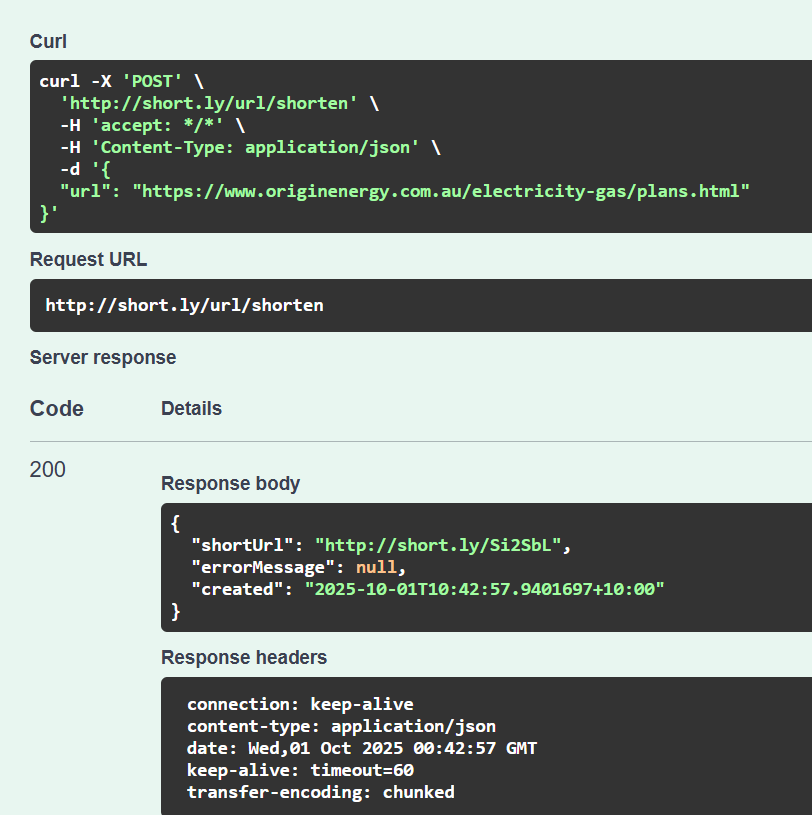 Curl
curl -X 'POST' \
  'http://short.ly/url/shorten' \
  -H 'accept: */*' \
  -H 'Content-Type: application/json' \
  -d '{
  "url": "https://www.originenergy.com.au/electricity-gas/plans.html"
}'
Request URL
http://short.ly/url/shorten
Server response
Code Details
200
Response body
{
  "shortUrl": "http://short.ly/Si2SbL",
  "errorMessage": null,
  "created": "2025-10-01T10:42:57.9401697+10:00"
}
Response headers
connection: keep-alive
content-type: application/json
date: Wed,01 Oct 2025 00:42:57 GMT
keep-alive: timeout=60
transfer-encoding: chunked